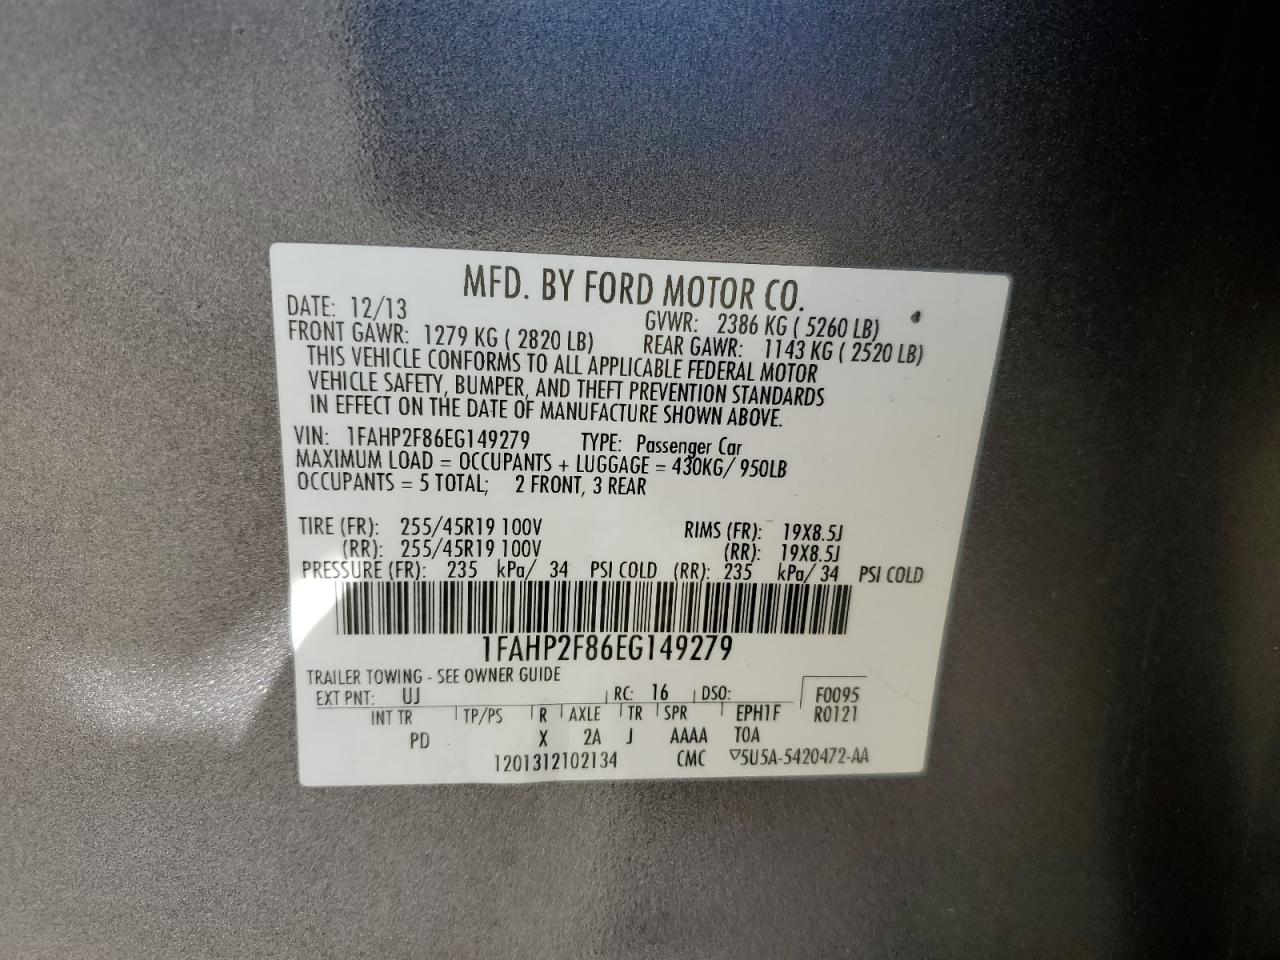 MFD. BY FORD MOTOR CO.
DATE: 12/13 GVWR: 2386 KG ( 5260 LB)
FRONT GAWR: 1279 KG ( 2820 LB) REAR GAWR: 1143 KG ( 2520 LB)
THIS VEHICLE CONFORMS TO ALL APPLICABLE FEDERAL MOTOR
VEHICLE SAFETY, BUMPER, AND THEFT PREVENTION STANDARDS
IN EFFECT ON THE DATE OF MANUFACTURE SHOWN ABOVE.
VIN: 1FAHP2F86EG149279 TYPE: Passenger Car
MAXIMUM LOAD = OCCUPANTS + LUGGAGE = 430KG/ 950LB
OCCUPANTS = 5 TOTAL; 2 FRONT, 3 REAR
TIRE (FR): 255/45R19 100V RIMS (FR): 19X8.5J
(RR): 255/45R19 100V (RR): 19X8.5J
PRESSURE (FR): 235 kPa/ 34 PSI COLD (RR): 235 kPa/ 34 PSI COLD
1FAHP2F86EG149279
TRAILER TOWING - SEE OWNER GUIDE
EXT PNT: UJ RC: 16 DSO: F0095
INT TR TP/PS R AXLE TR SPR EPH1F R0121
PD X 2A J AAAA TOA
1201312102134 CMC ▽5U5A-5420472-AA